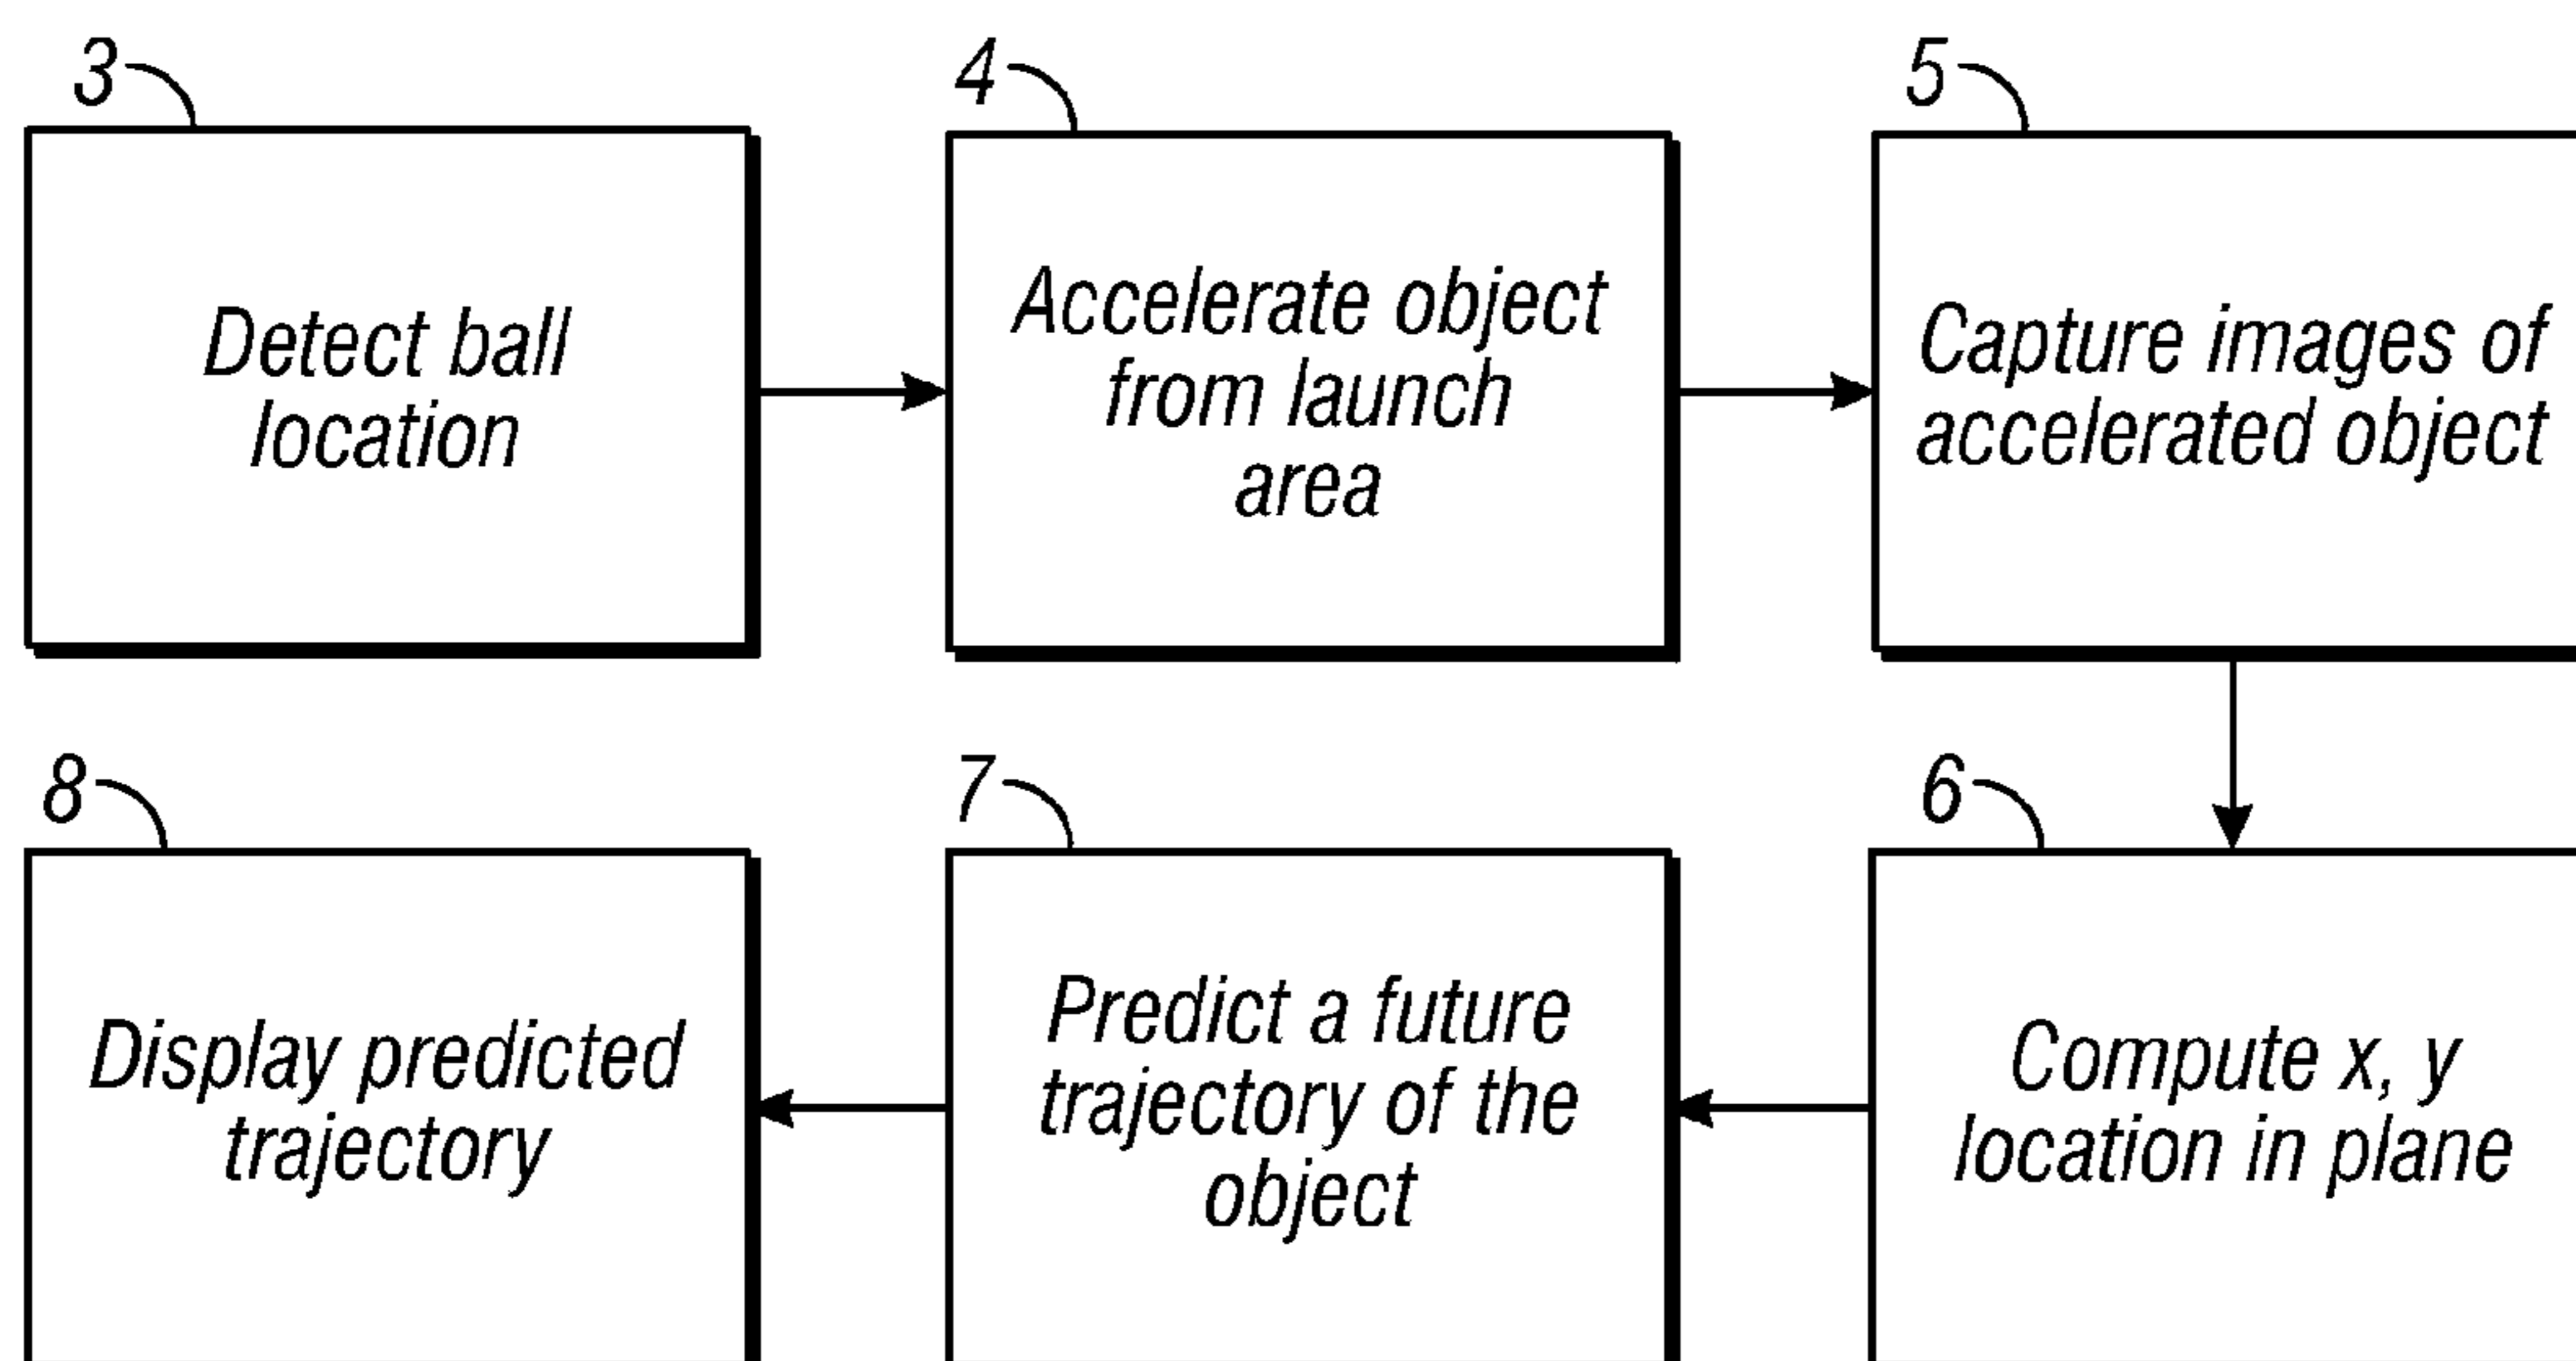 3
Detect ball
location
4
Accelerate object
from launch
area
5
Capture images of
accelerated object
6
Compute x, y
location in plane
7
Predict a future
trajectory of the
object
8
Display predicted
trajectory